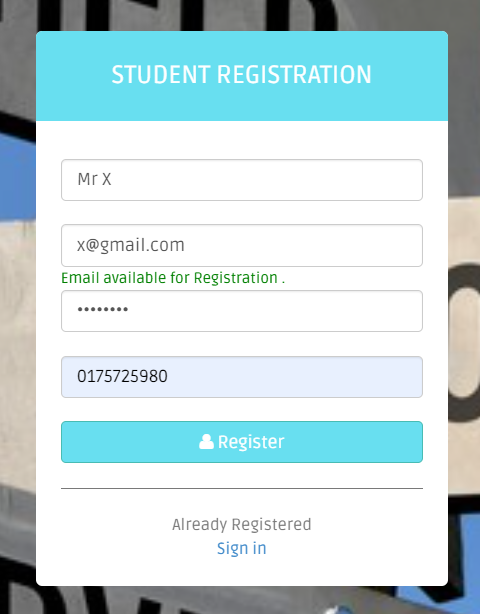 STUDENT REGISTRATION
Mr X
x@gmail.com
Email available for Registration .
••••••••
0175725980
Register
Already Registered
Sign in